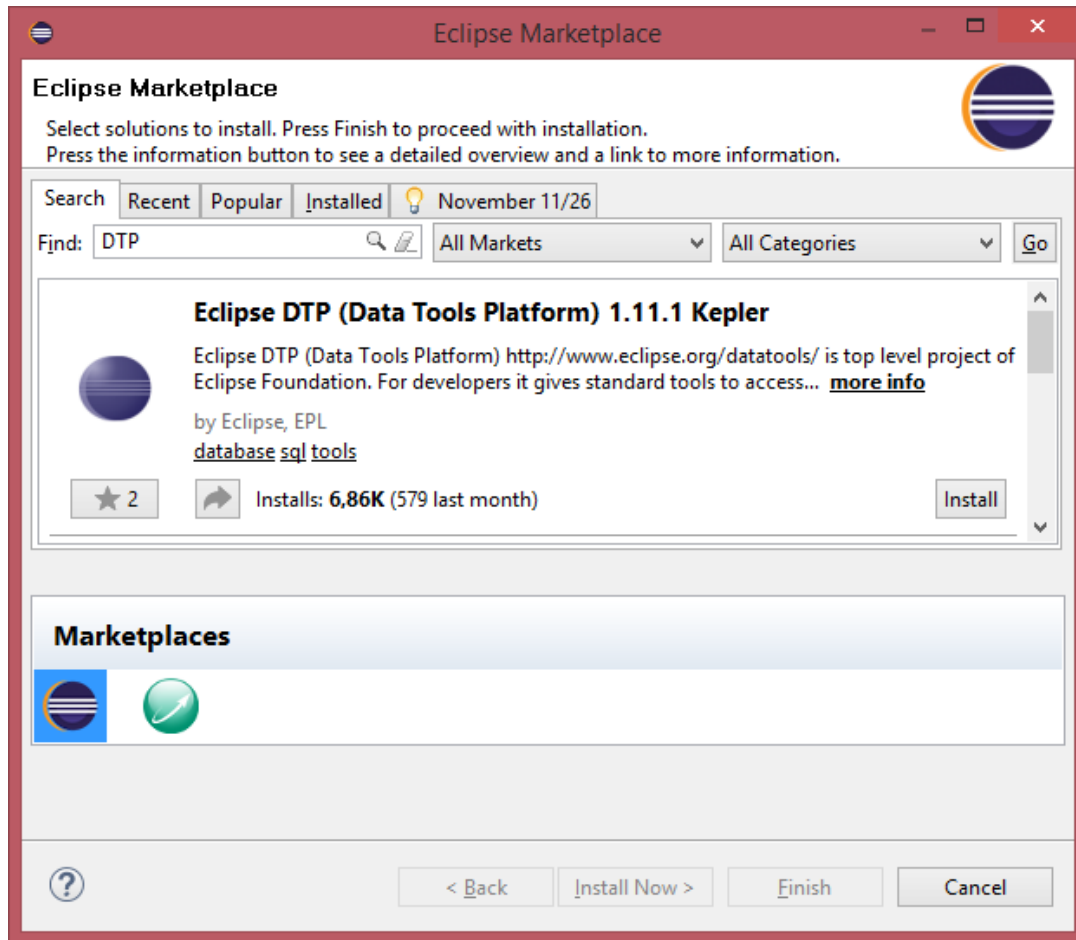 Eclipse Marketplace
Eclipse Marketplace
Select solutions to install. Press Finish to proceed with installation.
Press the information button to see a detailed overview and a link to more information.
Search Recent Popular Installed November 11/26
Find: DTP All Markets All Categories Go
Eclipse DTP (Data Tools Platform) 1.11.1 Kepler
Eclipse DTP (Data Tools Platform) http://www.eclipse.org/datatools/ is top level project of
Eclipse Foundation. For developers it gives standard tools to access... more info
by Eclipse, EPL
database sql tools
2 Installs: 6,86K (579 last month) Install
Marketplaces
? < Back Install Now > Finish Cancel